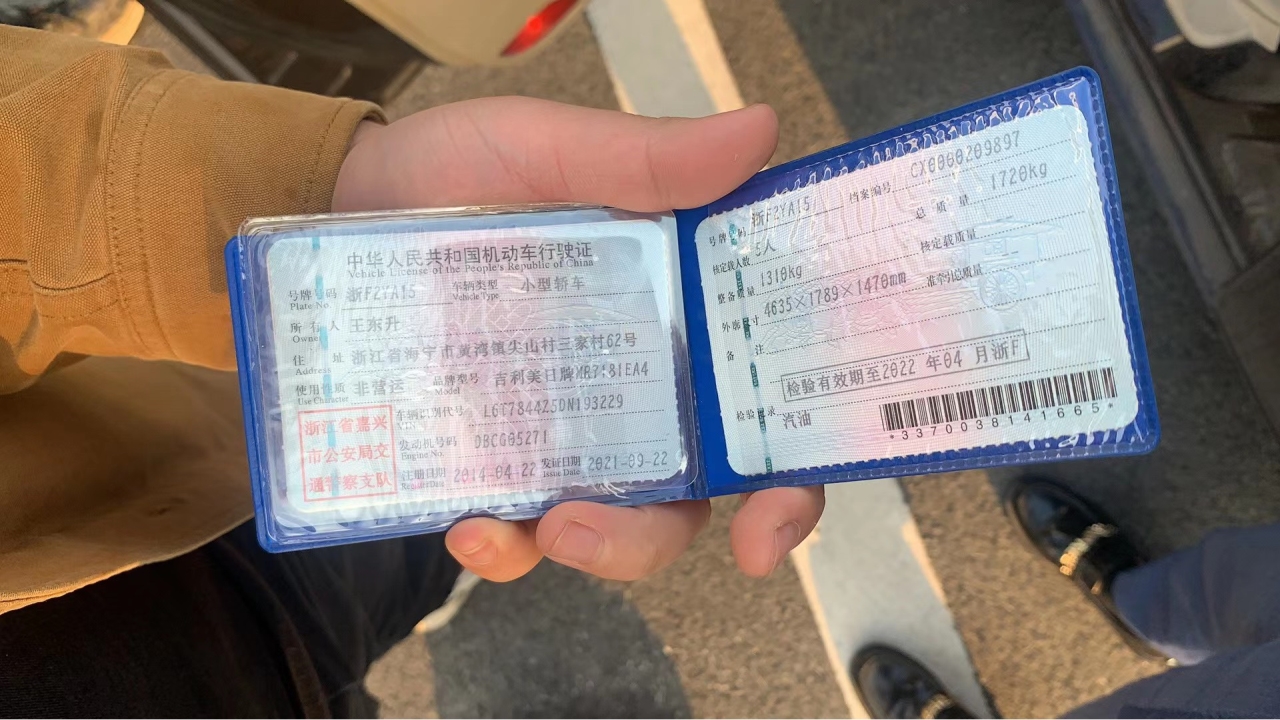 中华人民共和国机动车行驶证
Vehicle License of the People's Republic of China
号牌号码 浙F2YA15 车辆类型 小型轿车
Plate No. Vehicle Type
所有人 王东升
Owner
住址 浙江省海宁市黄湾镇尖山村三家村62号
Address
使用性质 非营运 品牌型号 吉利美日牌MR7181EA4
Use Character Model
浙江省嘉兴
市公安局交
通警察支队
车辆识别代号 L6T784425DN193229
VIN
发动机号码 DBCG05271
Engine No.
注册日期 2014-04-22 发证日期 2021-09-22
Register Date Issue Date
号牌号码 浙F2YA15 档案编号 CX0000209897
核定载人数 5人 总质量 1720kg
整备质量 1310kg 核定载质量
外廓尺寸 4635×1789×1470mm 准牵引总质量
备注
检验有效期至2022 年04 月浙F
检验记录 汽油
*3370038141665*